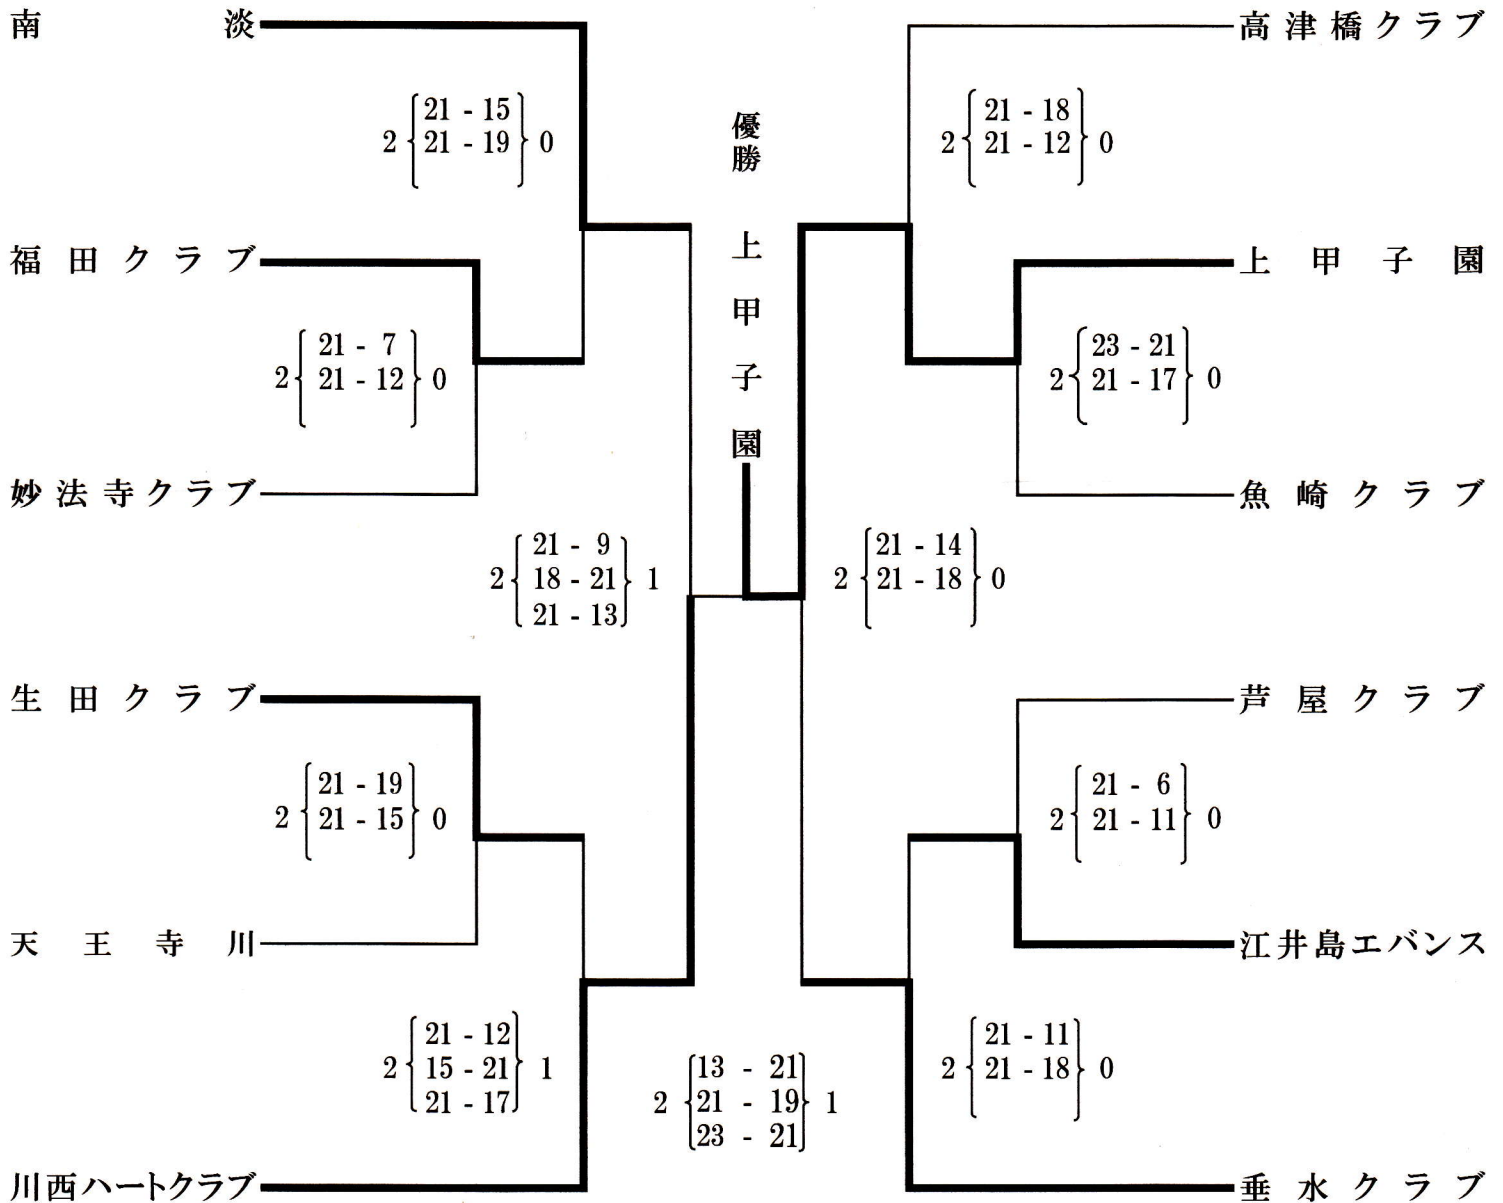 南淡
21 - 15
2 21 - 19 0
福田クラブ
21 - 7
2 21 - 12 0
妙法寺クラブ
21 - 9
2 18 - 21 1
21 - 13
生田クラブ
21 - 19
2 21 - 15 0
天王寺川
21 - 12
2 15 - 21 1
21 - 17
川西ハートクラブ
優勝 上甲子園
13 - 21
2 21 - 19 1
23 - 21
高津橋クラブ
21 - 18
2 21 - 12 0
上甲子園
23 - 21
2 21 - 17 0
魚崎クラブ
21 - 14
2 21 - 18 0
芦屋クラブ
21 - 6
2 21 - 11 0
江井島エバンス
21 - 11
2 21 - 18 0
垂水クラブ